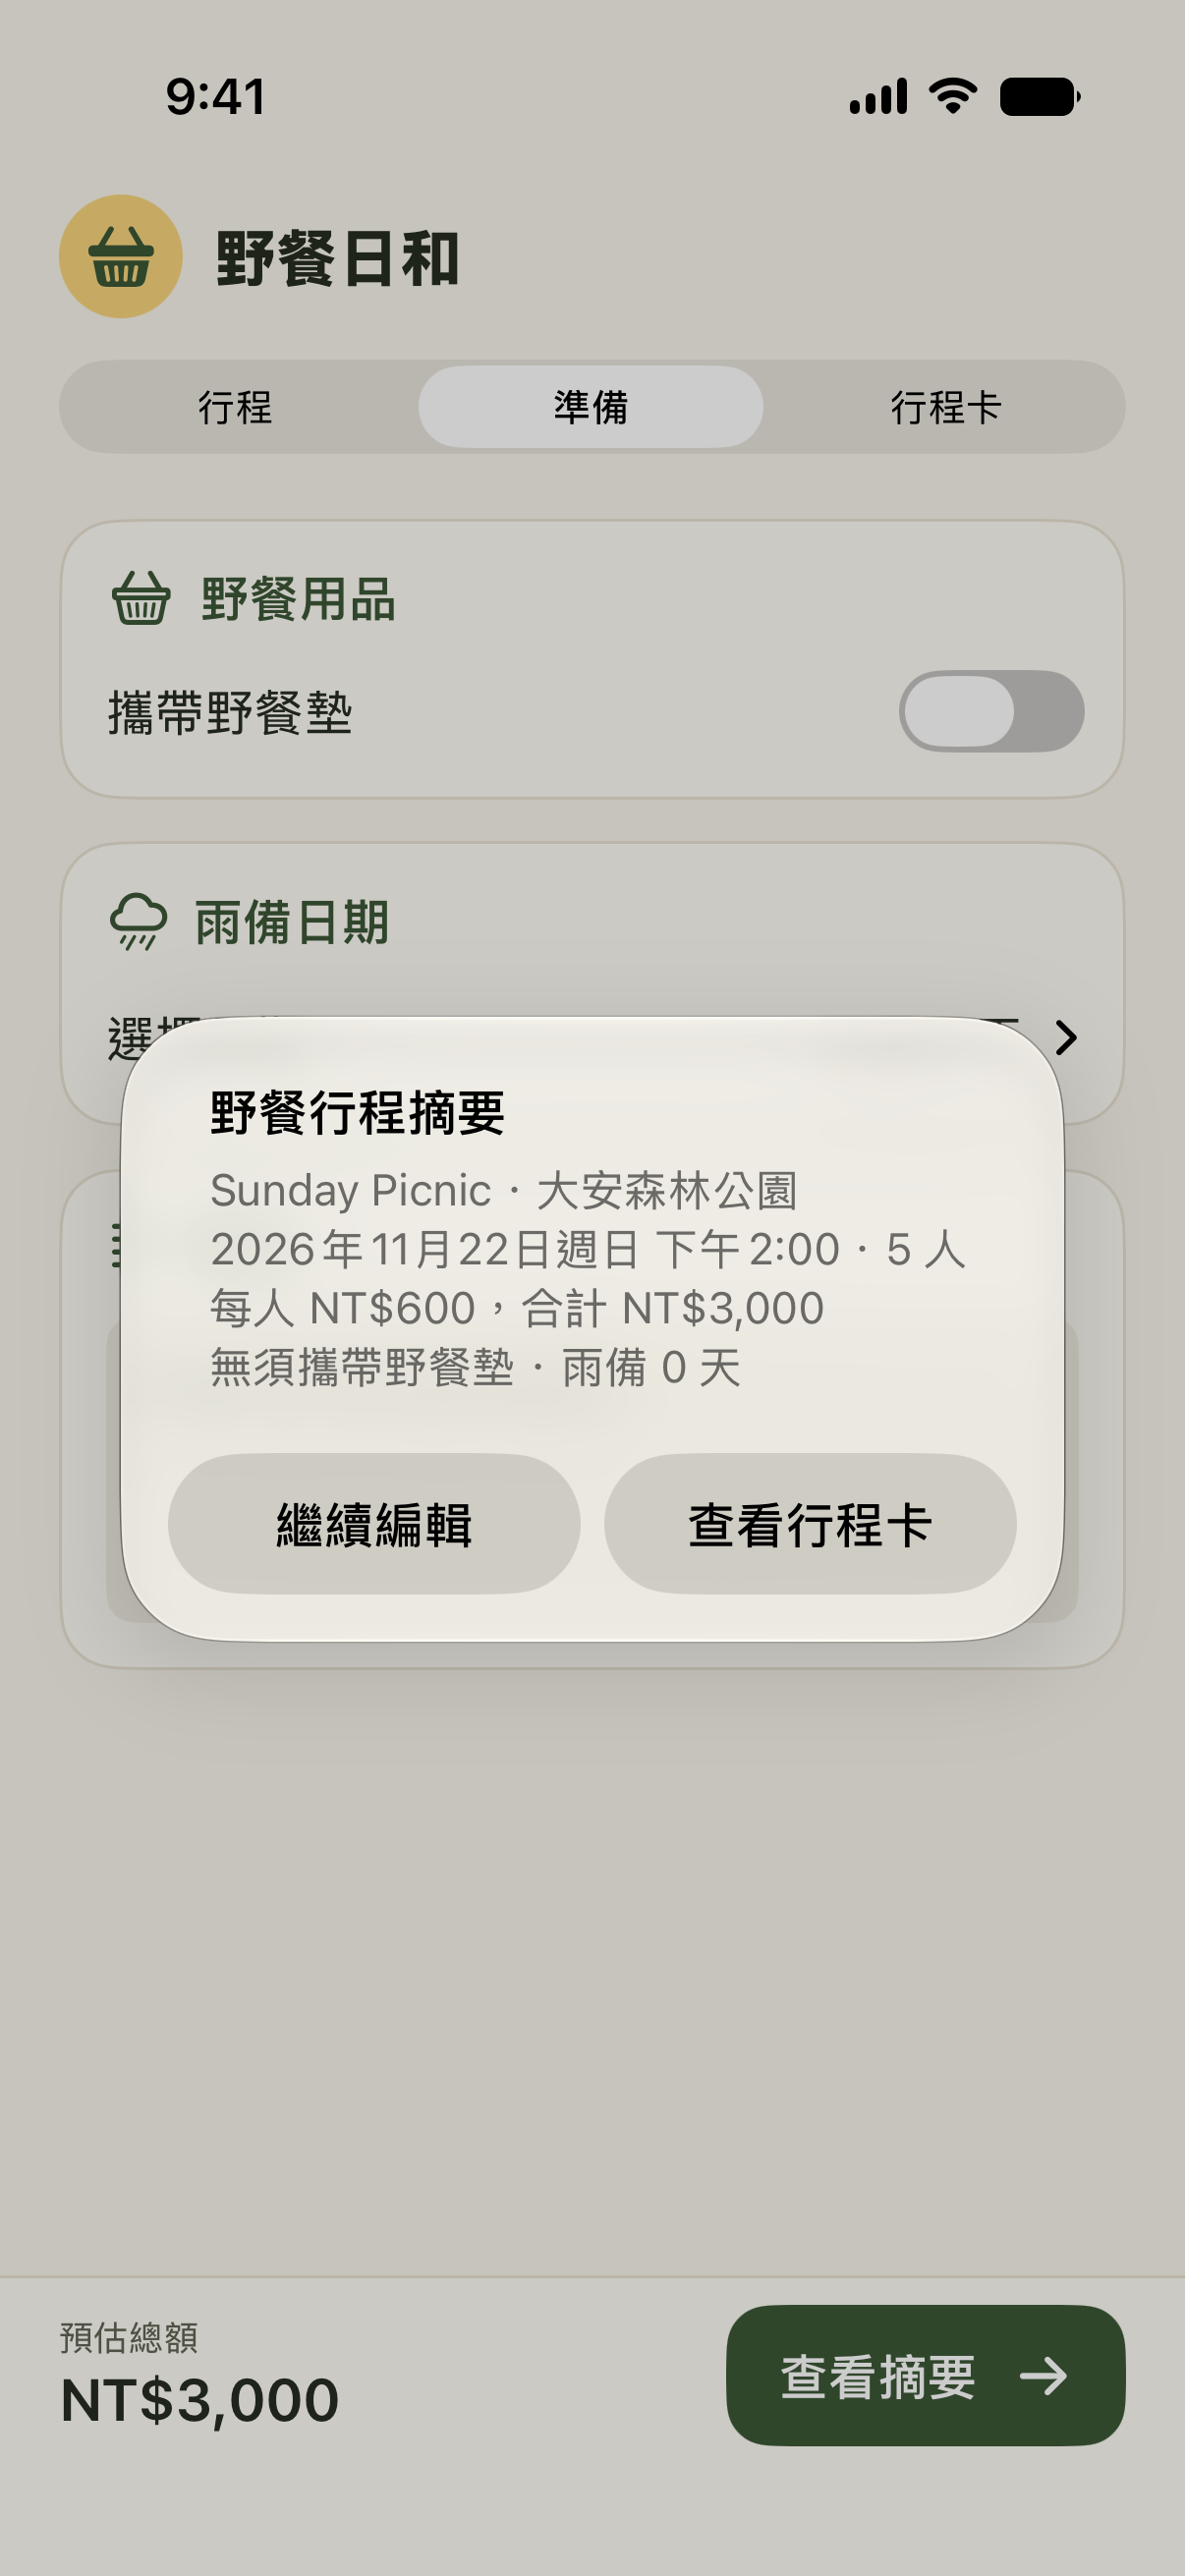 9:41
野餐日和
行程
準備
行程卡
野餐用品
攜帶野餐墊
雨備日期
選
野餐行程摘要
Sunday Picnic · 大安森林公園
2026年11月22日週日 下午2:00 · 5 人
每人 NT$600，合計 NT$3,000
無須攜帶野餐墊 · 雨備 0 天
繼續編輯
查看行程卡
預估總額
NT$3,000
查看摘要